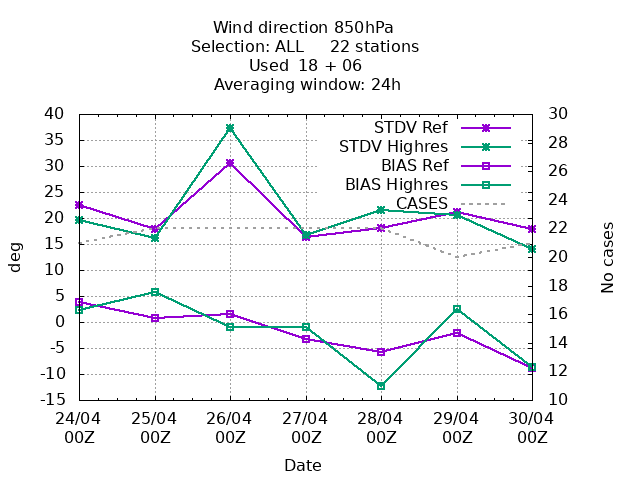 Wind direction 850hPa
Selection: ALL     22 stations
Used  18 + 06
Averaging window: 24h
40
35
30
25
20
15
10
5
0
-5
-10
-15
deg
30
28
26
24
22
20
18
16
14
12
10
No cases
STDV Ref
STDV Highres
BIAS Ref
BIAS Highres
CASES
24/04 25/04 26/04 27/04 28/04 29/04 30/04
00Z 00Z 00Z 00Z 00Z 00Z 00Z
Date